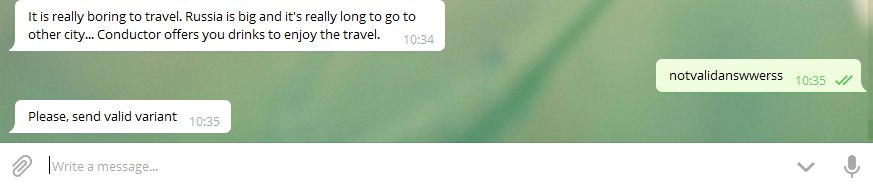 It is really boring to travel. Russia is big and it's really long to go to
other city... Conductor offers you drinks to enjoy the travel. 10:34
notvalidanswwerss 10:35
Please, send valid variant 10:35
Write a message...